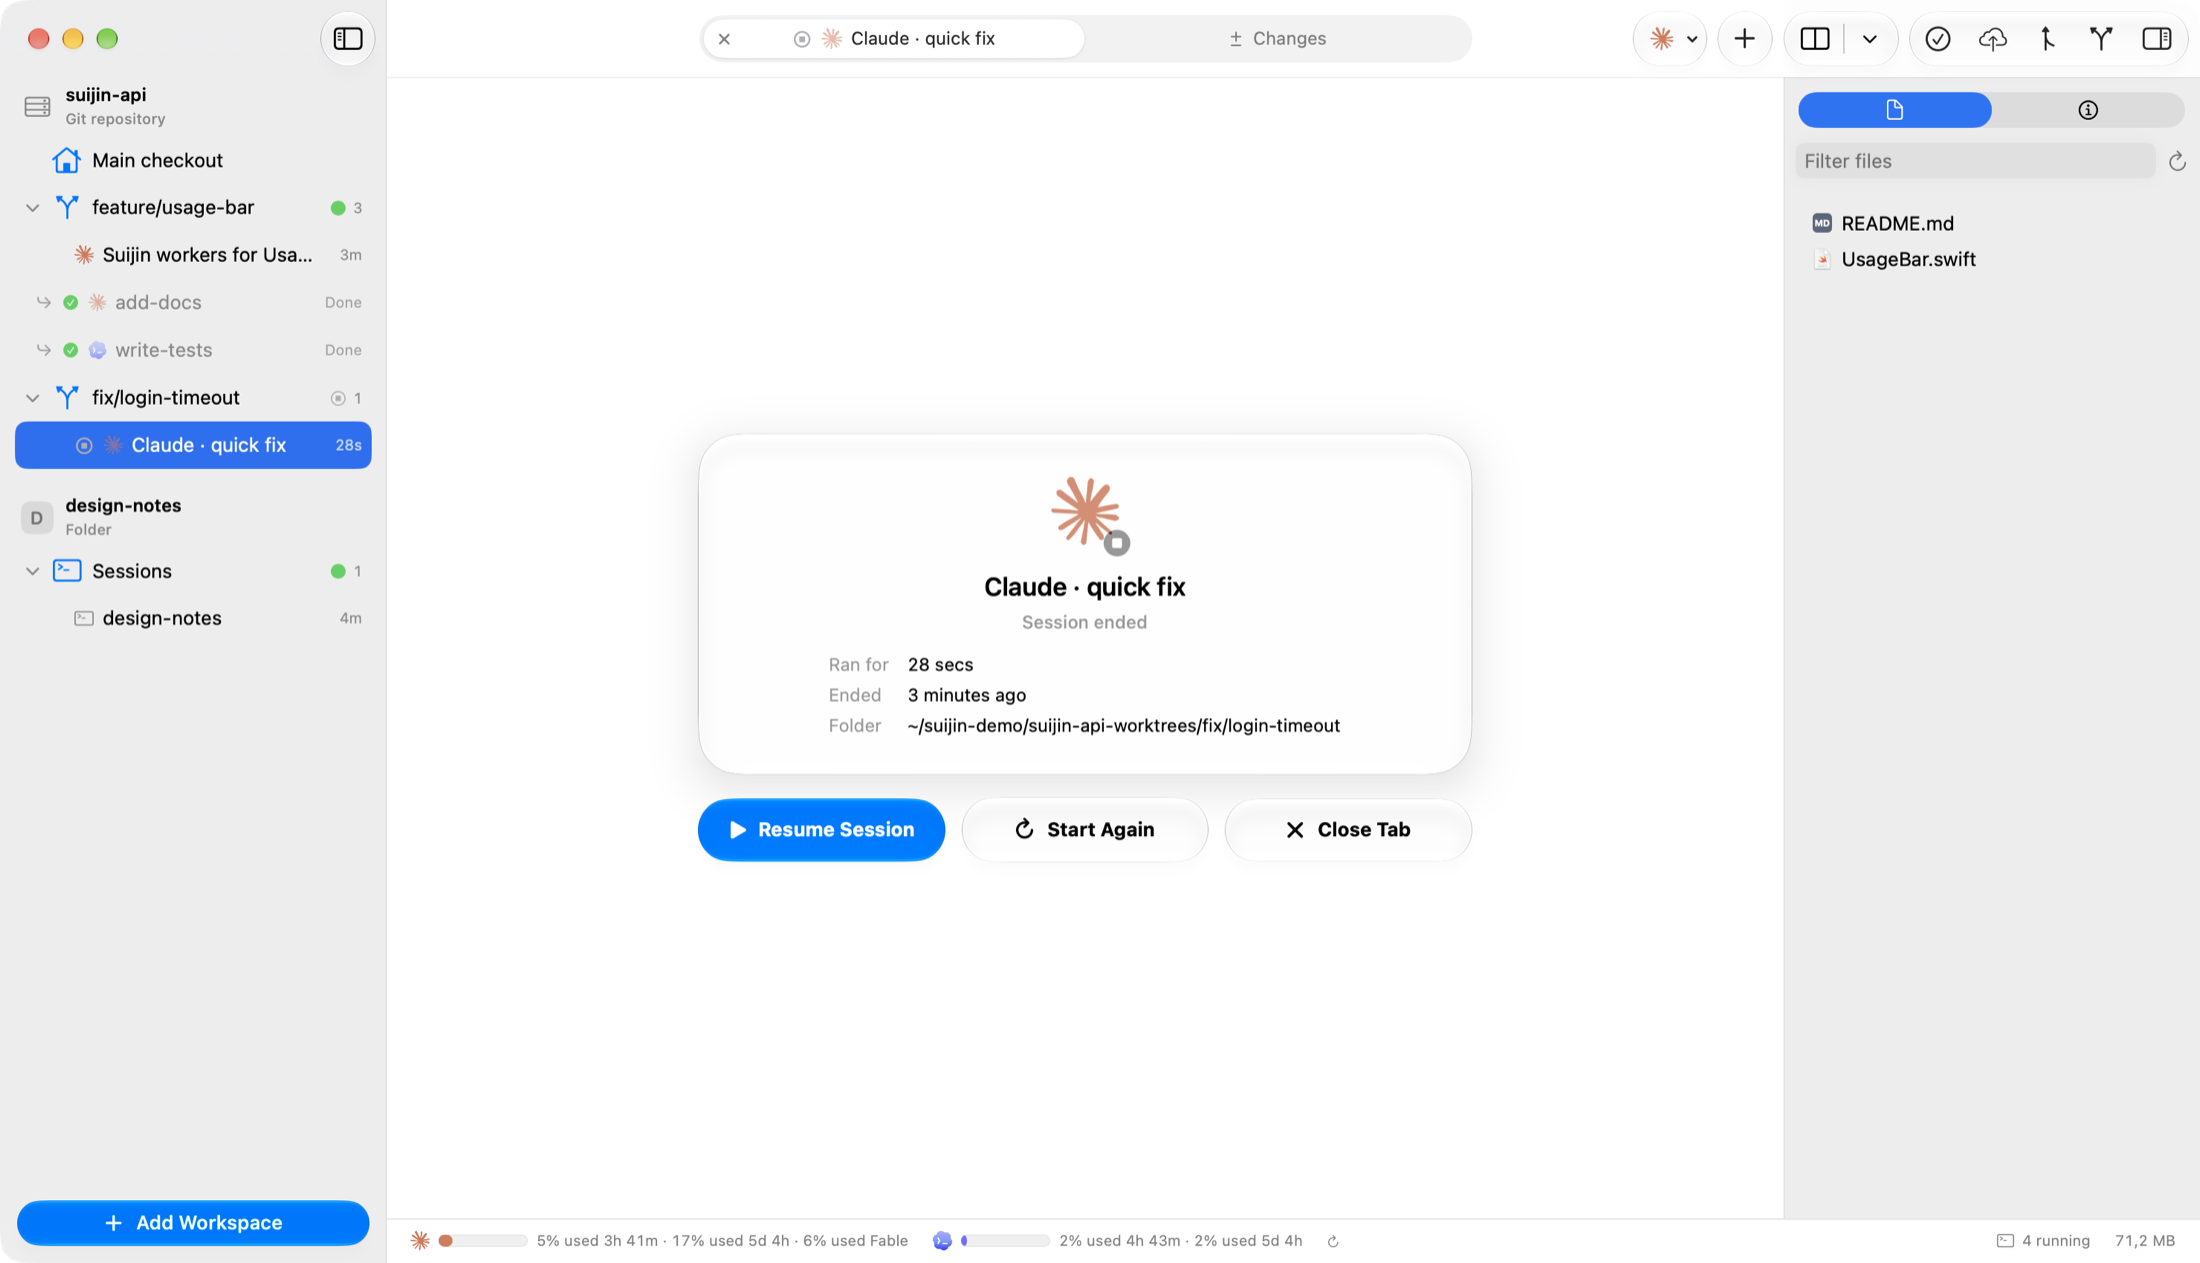 Claude · quick fix
± Changes
suijin-api
Git repository
Main checkout
feature/usage-bar 3
Suijin workers for Usa... 3m
add-docs Done
write-tests Done
fix/login-timeout 1
Claude · quick fix 28s
D
design-notes
Folder
Sessions 1
design-notes 4m
Add Workspace
Claude · quick fix
Session ended
Ran for 28 secs
Ended 3 minutes ago
Folder ~/suijin-demo/suijin-api-worktrees/fix/login-timeout
Resume Session
Start Again
Close Tab
Filter files
MD README.md
UsageBar.swift
5% used 3h 41m · 17% used 5d 4h · 6% used Fable
2% used 4h 43m · 2% used 5d 4h
4 running 71,2 MB